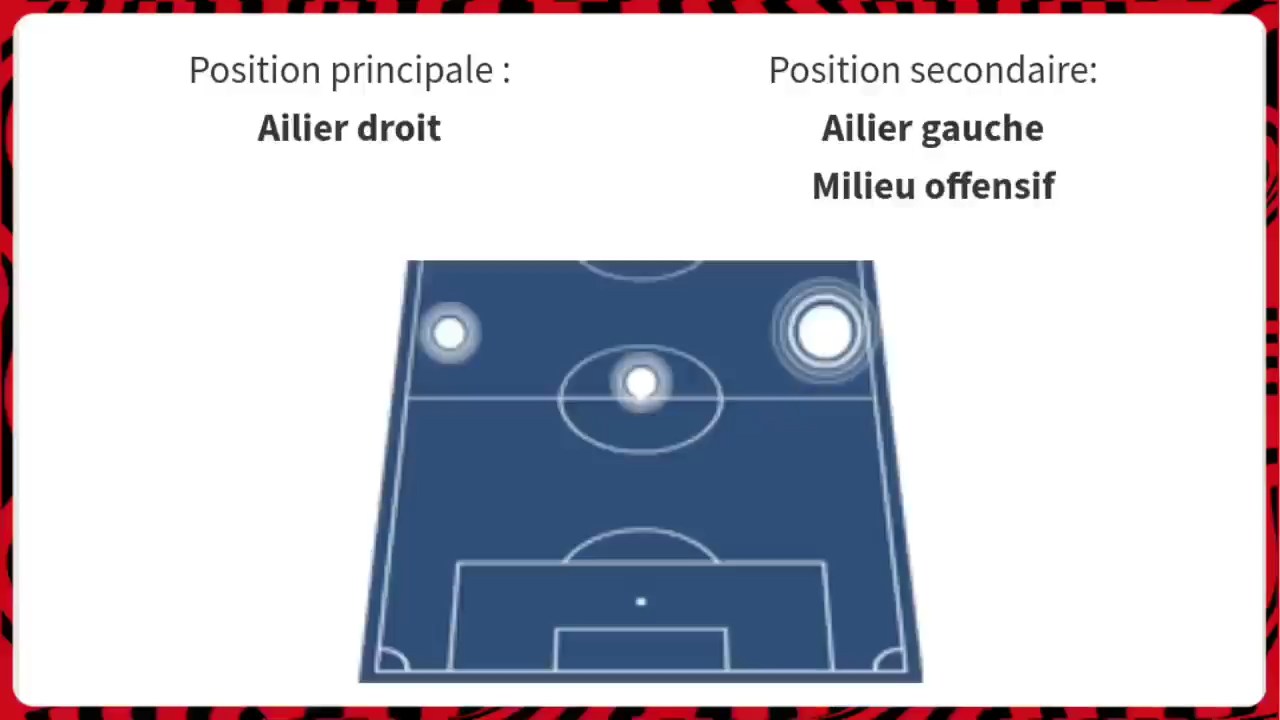 Position principale :
Ailier droit
Position secondaire:
Ailier gauche
Milieu offensif